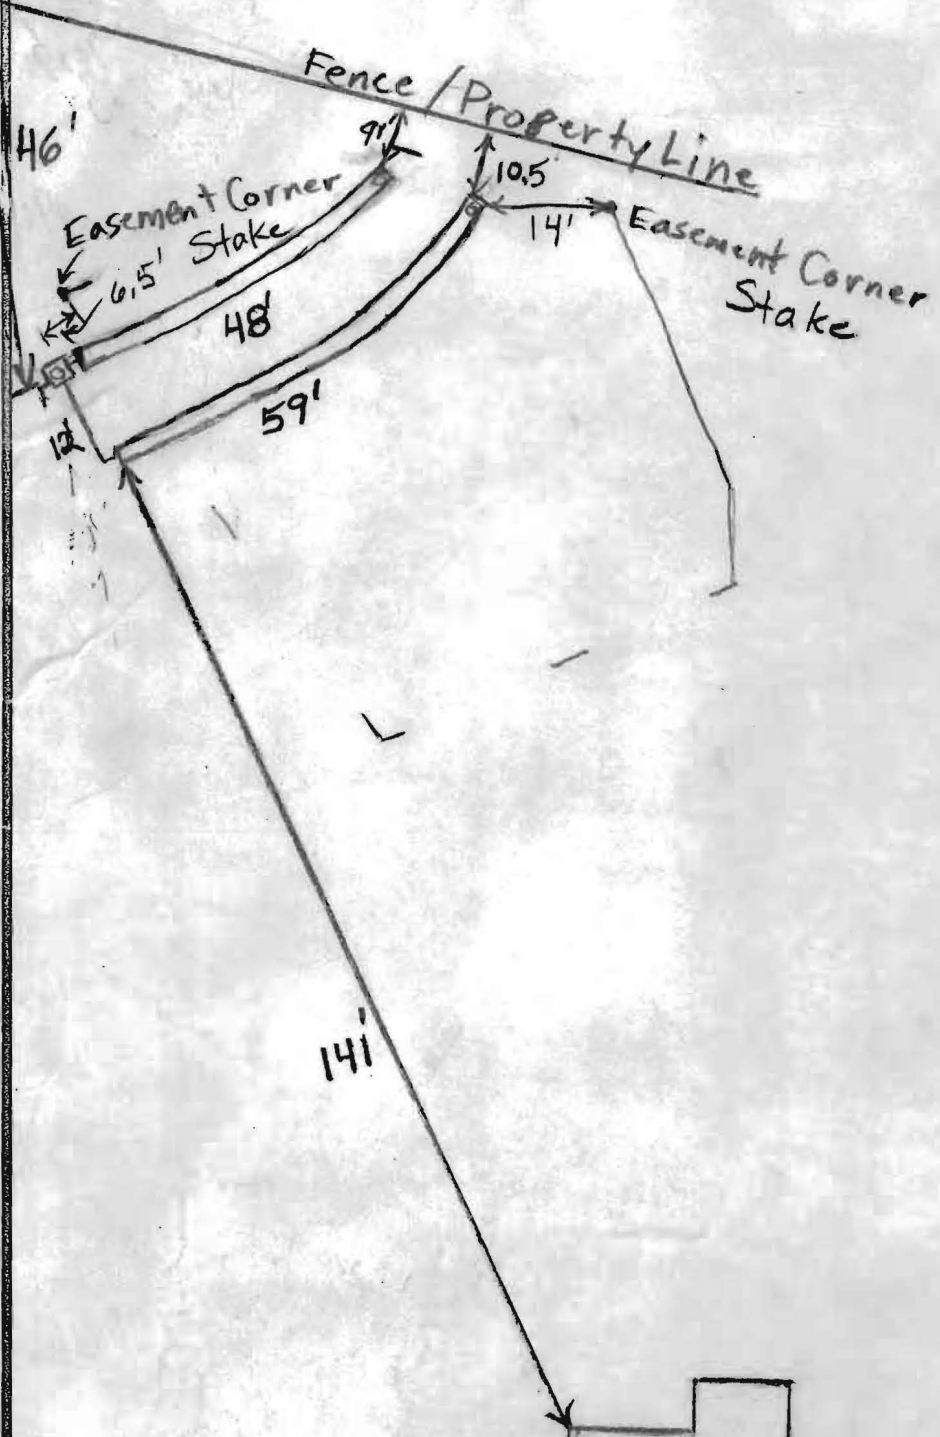 Fence / Property Line
46'
9'
10.5'
Easement Corner
Stake
6.5'
14'
Easement Corner
Stake
48'
59'
12'
141'